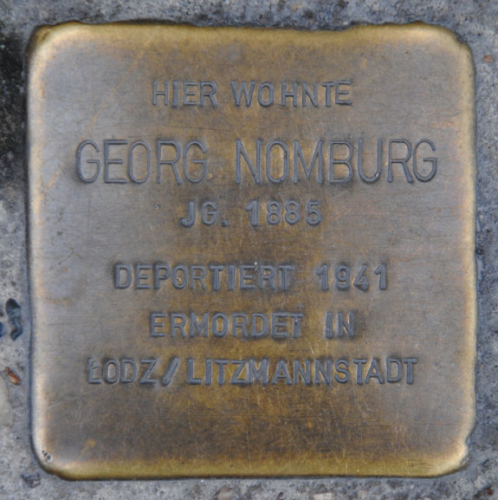 HIER WOHNTE
GEORG NOMBURG
JG. 1885
DEPORTIERT 1941
ERMORDET IN
ŁODZ/LITZMANNSTADT